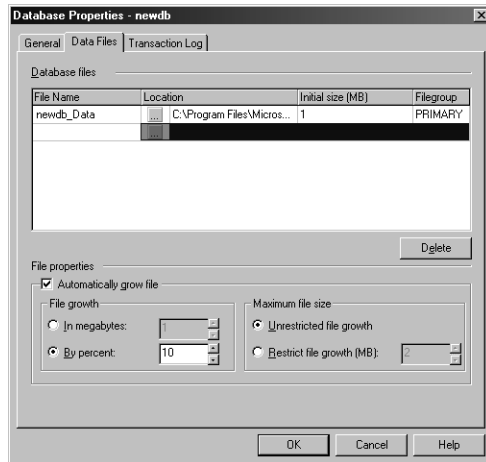 Database Properties - newdb
General Data Files Transaction Log
Database files
File Name Location Initial size (MB) Filegroup
newdb_Data ... C:\Program Files\Micros... 1 PRIMARY
...
Delete
File properties
Automatically grow file
File growth Maximum file size
In megabytes: 1 Unrestricted file growth
By percent: 10 Restrict file growth (MB): 2
OK Cancel Help